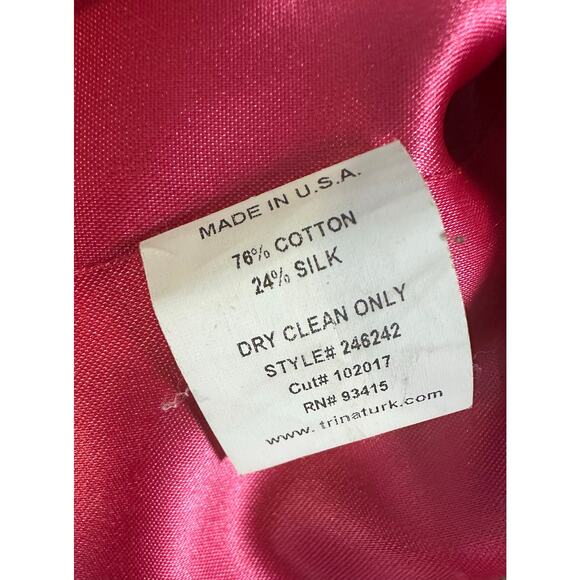 MADE IN U.S.A.
76% COTTON
24% SILK
DRY CLEAN ONLY
STYLE# 246242
Cut# 102017
RN# 93415
www. trinaturk.com